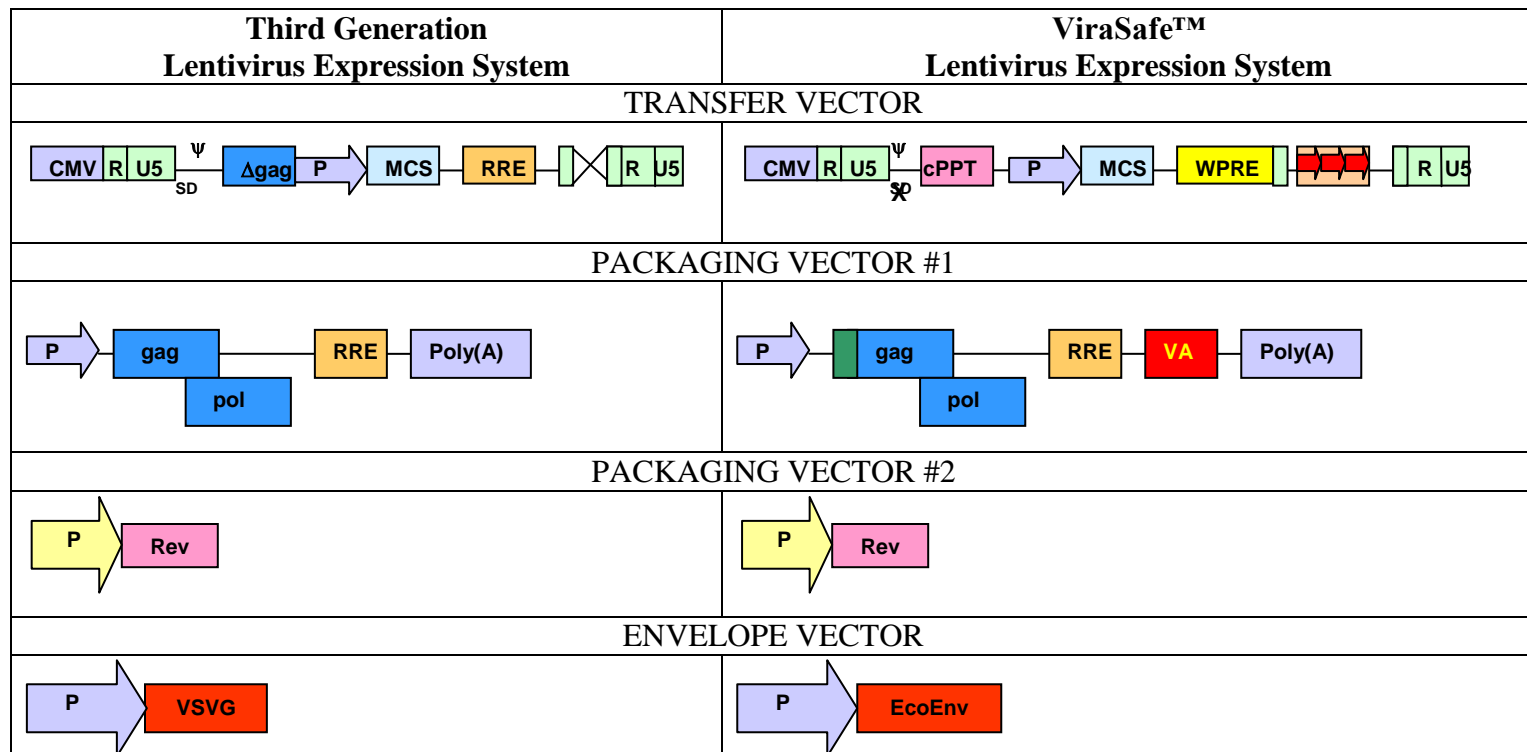 Third Generation
Lentivirus Expression System
ViraSafe™
Lentivirus Expression System
TRANSFER VECTOR
CMV R U5 ψ SD Δgag P MCS RRE R U5
CMV R U5 ψ SD X cPPT P MCS WPRE R U5
PACKAGING VECTOR #1
P gag RRE Poly(A)
pol
P gag RRE VA Poly(A)
pol
PACKAGING VECTOR #2
P Rev
P Rev
ENVELOPE VECTOR
P VSVG
P EcoEnv